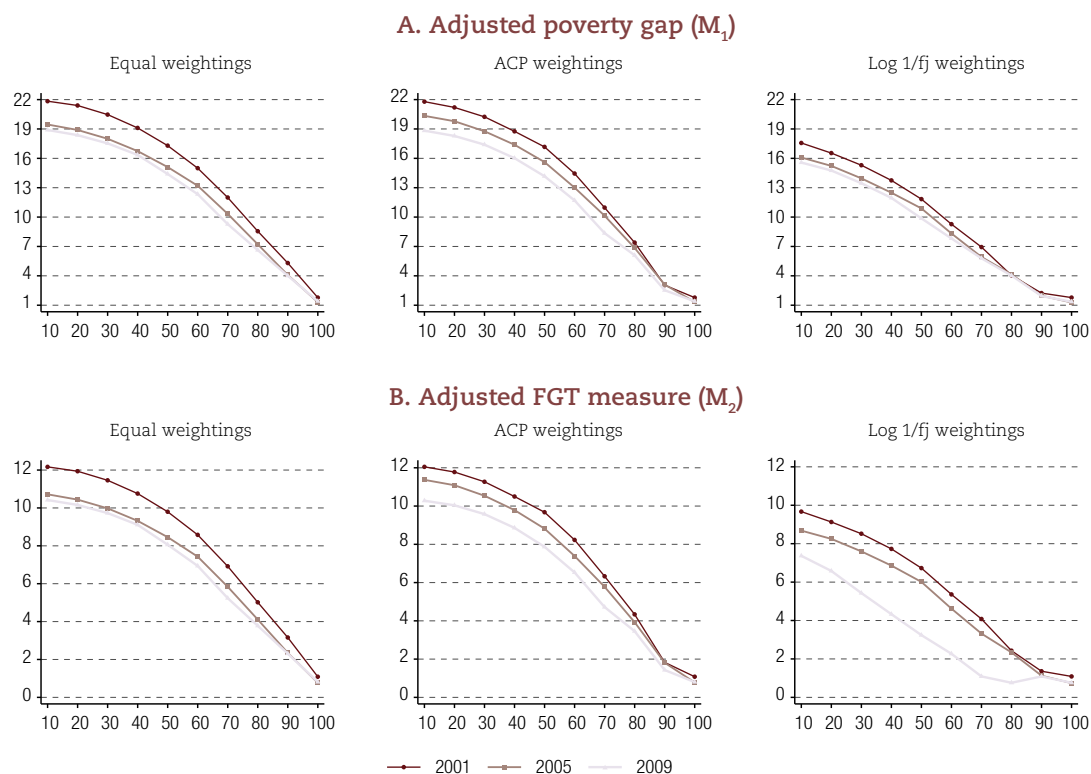 A. Adjusted poverty gap (M₁)
Equal weightings ACP weightings Log 1/fj weightings
22 22 22
19 19 19
16 16 16
13 13 13
10 10 10
7 7 7
4 4 4
1 1 1
10 20 30 40 50 60 70 80 90 100 10 20 30 40 50 60 70 80 90 100 10 20 30 40 50 60 70 80 90 100
B. Adjusted FGT measure (M₂)
Equal weightings ACP weightings Log 1/fj weightings
12 12 12
10 10 10
8 8 8
6 6 6
4 4 4
2 2 2
0 0 0
10 20 30 40 50 60 70 80 90 100 10 20 30 40 50 60 70 80 90 100 10 20 30 40 50 60 70 80 90 100
2001 2005 2009